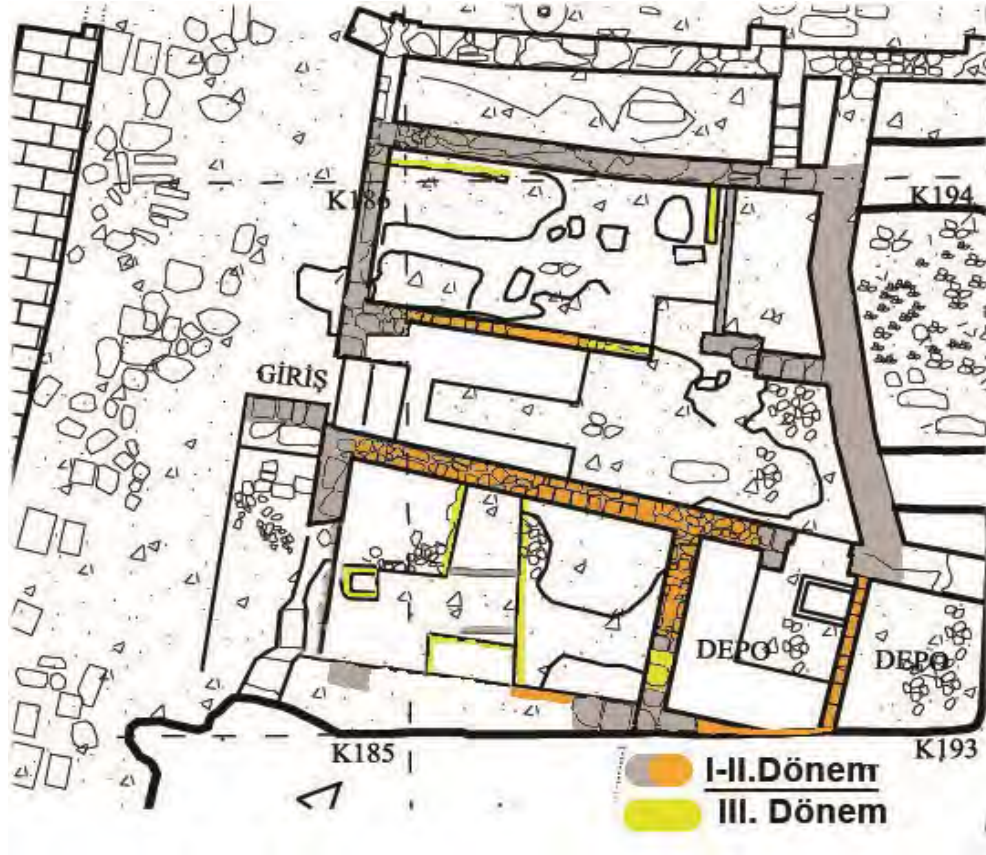 K186
K194
GİRİŞ
DEPO
DEPO
K185
K193
I-II.Dönem
III. Dönem